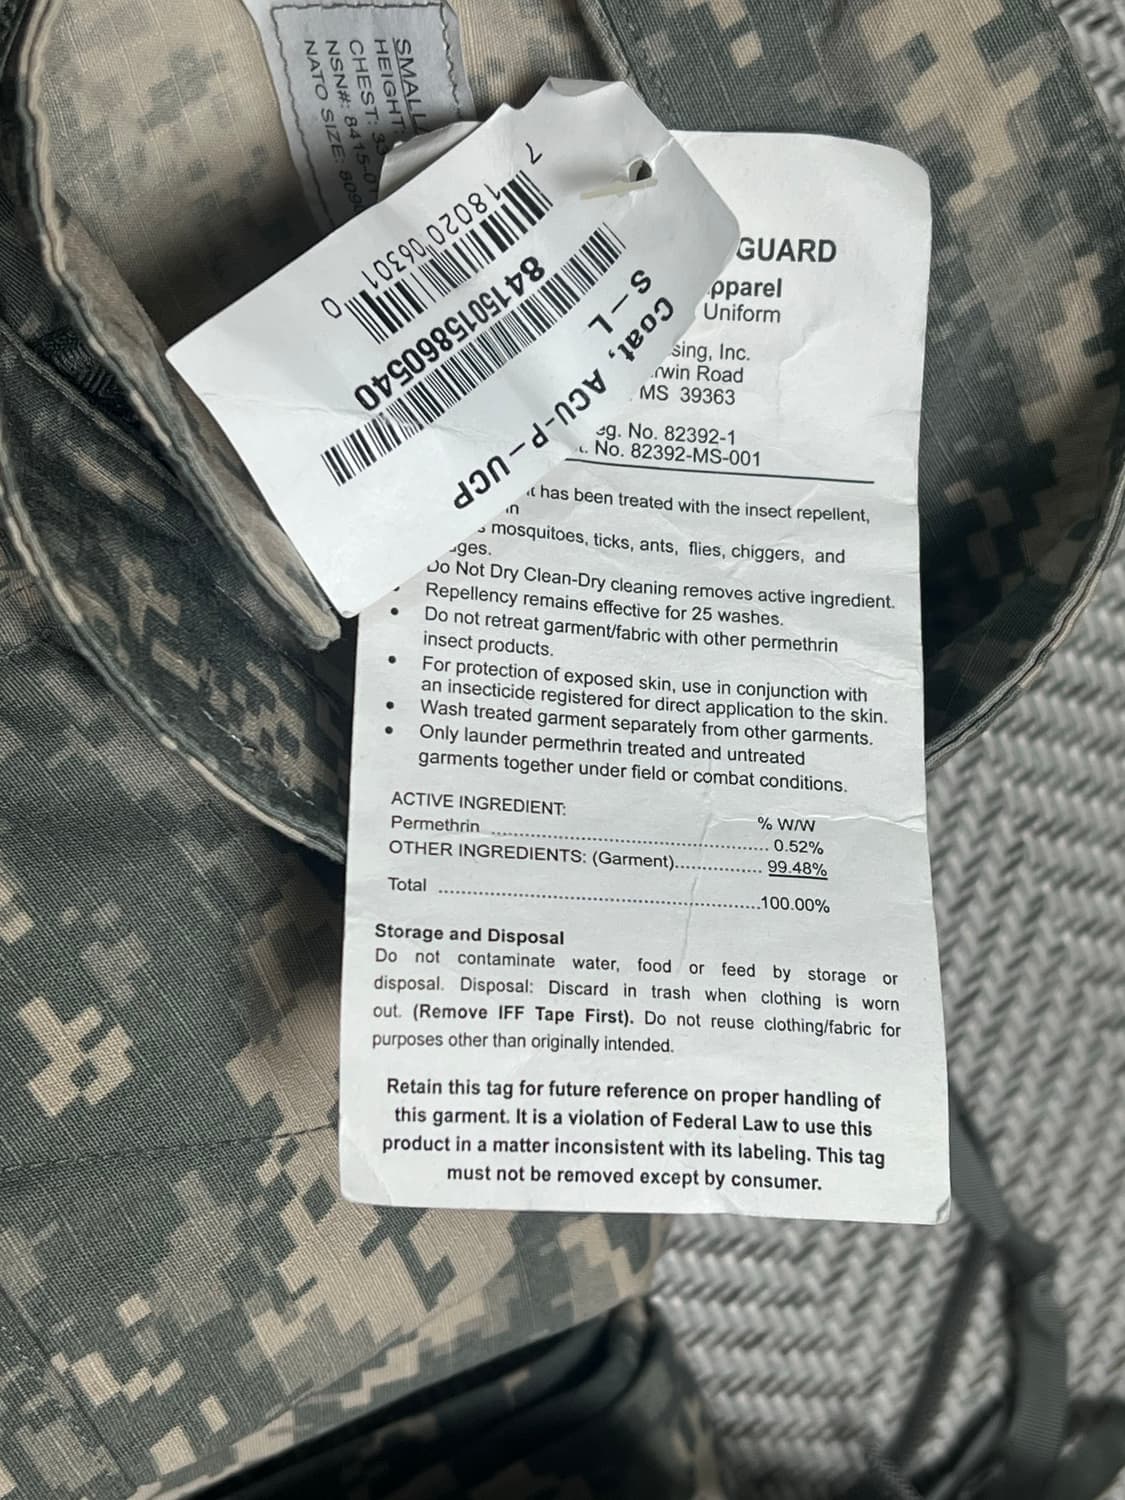 SMALL
HEIGHT:
CHEST: 33
NSN#: 8415-01
NATO SIZE:
1 8020 06301 0
8415015860540
S-L
Coat, ACU-P-UCP
GUARD
pparel
Uniform
sing, Inc.
rwin Road
MS 39363
eg. No. 82392-1
t. No. 82392-MS-001
t has been treated with the insect repellent,
in
s mosquitoes, ticks, ants, flies, chiggers, and
ges.
Do Not Dry Clean-Dry cleaning removes active ingredient.
• Repellency remains effective for 25 washes.
• Do not retreat garment/fabric with other permethrin
insect products.
• For protection of exposed skin, use in conjunction with
an insecticide registered for direct application to the skin.
• Wash treated garment separately from other garments.
• Only launder permethrin treated and untreated
garments together under field or combat conditions.
ACTIVE INGREDIENT:
% W/W
Permethrin ........................................ 0.52%
OTHER INGREDIENTS: (Garment)................ 99.48%
Total ................................................100.00%
Storage and Disposal
Do not contaminate water, food or feed by storage or
disposal. Disposal: Discard in trash when clothing is worn
out. (Remove IFF Tape First). Do not reuse clothing/fabric for
purposes other than originally intended.
Retain this tag for future reference on proper handling of
this garment. It is a violation of Federal Law to use this
product in a matter inconsistent with its labeling. This tag
must not be removed except by consumer.